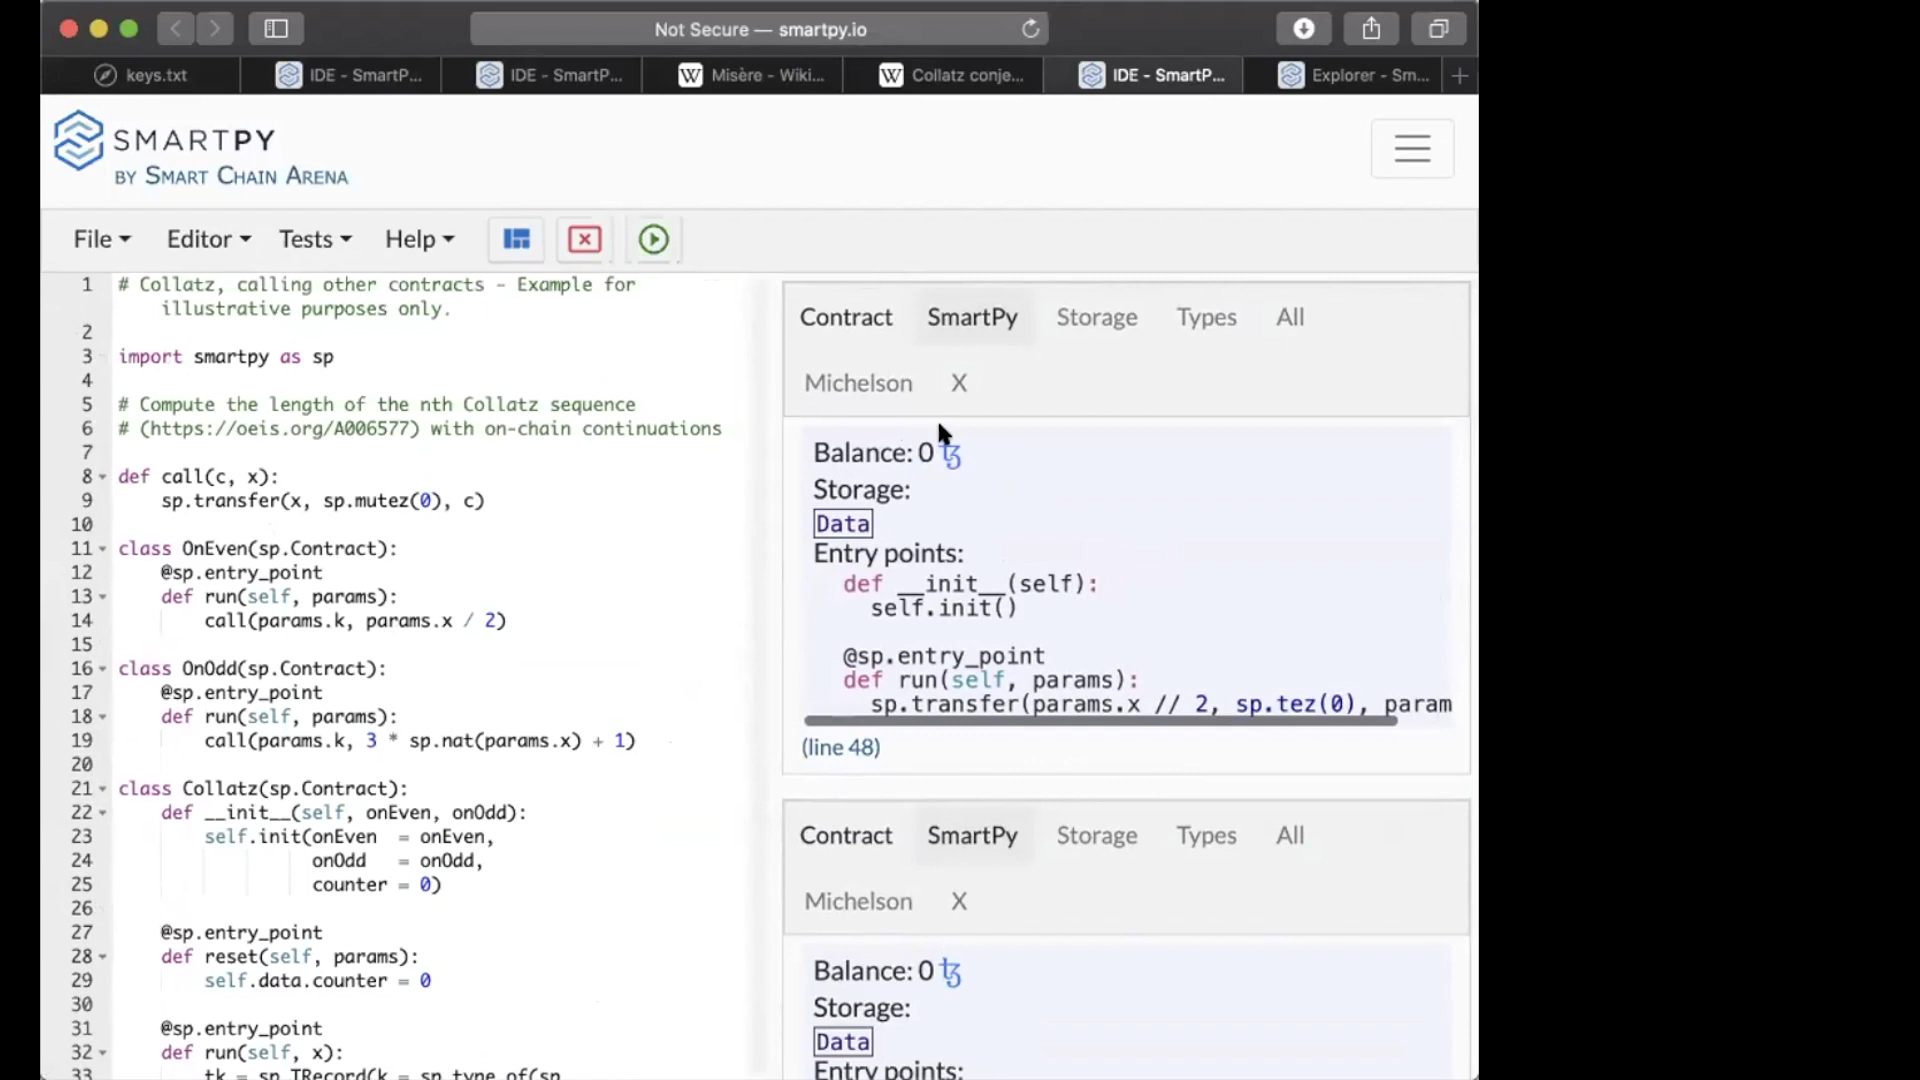 Not Secure — smartpy.io
keys.txt
IDE - SmartP...
IDE - SmartP...
Misère - Wiki...
Collatz conje...
IDE - SmartP...
Explorer - Sm...
SMARTPY
BY SMART CHAIN ARENA
File
Editor
Tests
Help
1 # Collatz, calling other contracts - Example for
illustrative purposes only.
2
3 import smartpy as sp
4
5 # Compute the length of the nth Collatz sequence
6 # (https://oeis.org/A006577) with on-chain continuations
7
8 def call(c, x):
9 sp.transfer(x, sp.mutez(0), c)
10
11 class OnEven(sp.Contract):
12 @sp.entry_point
13 def run(self, params):
14 call(params.k, params.x / 2)
15
16 class OnOdd(sp.Contract):
17 @sp.entry_point
18 def run(self, params):
19 call(params.k, 3 * sp.nat(params.x) + 1)
20
21 class Collatz(sp.Contract):
22 def __init__(self, onEven, onOdd):
23 self.init(onEven = onEven,
24 onOdd = onOdd,
25 counter = 0)
26
27 @sp.entry_point
28 def reset(self, params):
29 self.data.counter = 0
30
31 @sp.entry_point
32 def run(self, x):
33 tk = sp.TRecord(k = sp.type_of(sp
Contract SmartPy Storage Types All
Michelson X
Balance: 0 ꜩ
Storage:
Data
Entry points:
def __init__(self):
self.init()
@sp.entry_point
def run(self, params):
sp.transfer(params.x // 2, sp.tez(0), param
(line 48)
Contract SmartPy Storage Types All
Michelson X
Balance: 0 ꜩ
Storage:
Data
Entry points: